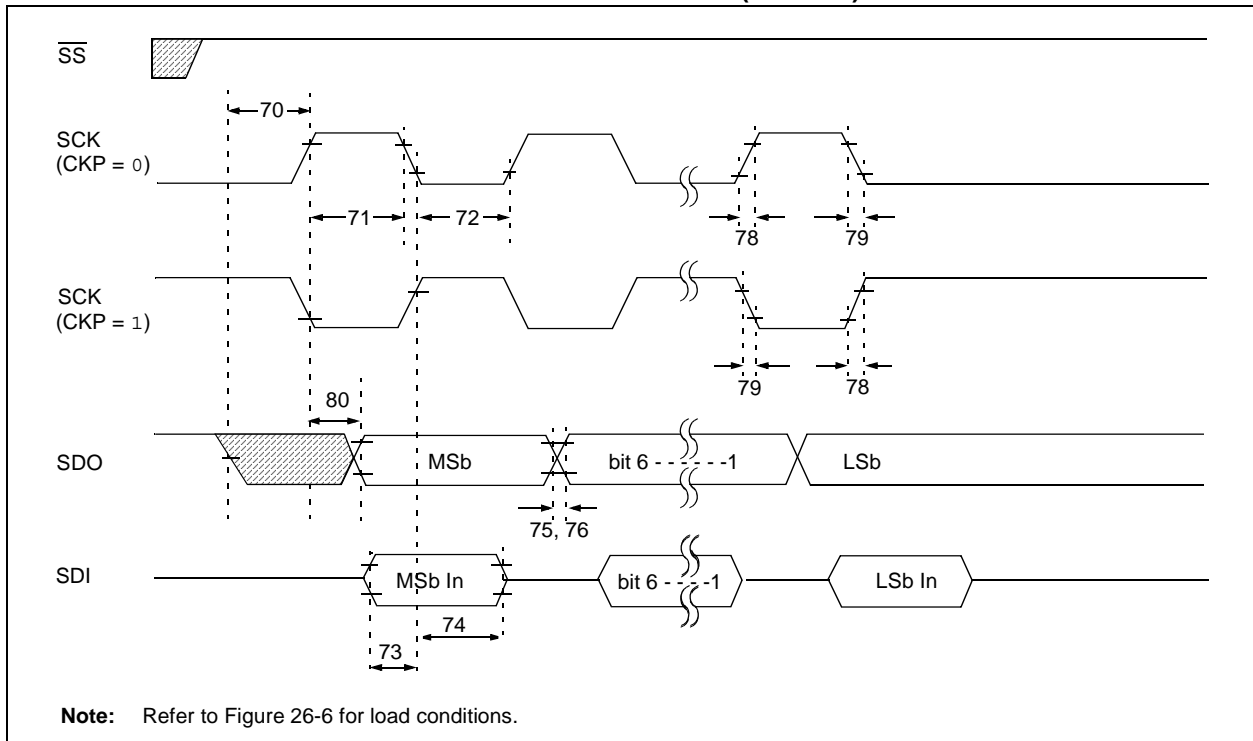 SS
70
SCK
(CKP = 0)
71
72
78
79
SCK
(CKP = 1)
79
78
80
SDO
MSb
bit 6 - - - - - -1
LSb
75, 76
SDI
MSb In
bit 6 - - - -1
LSb In
74
73
Note: Refer to Figure 26-6 for load conditions.